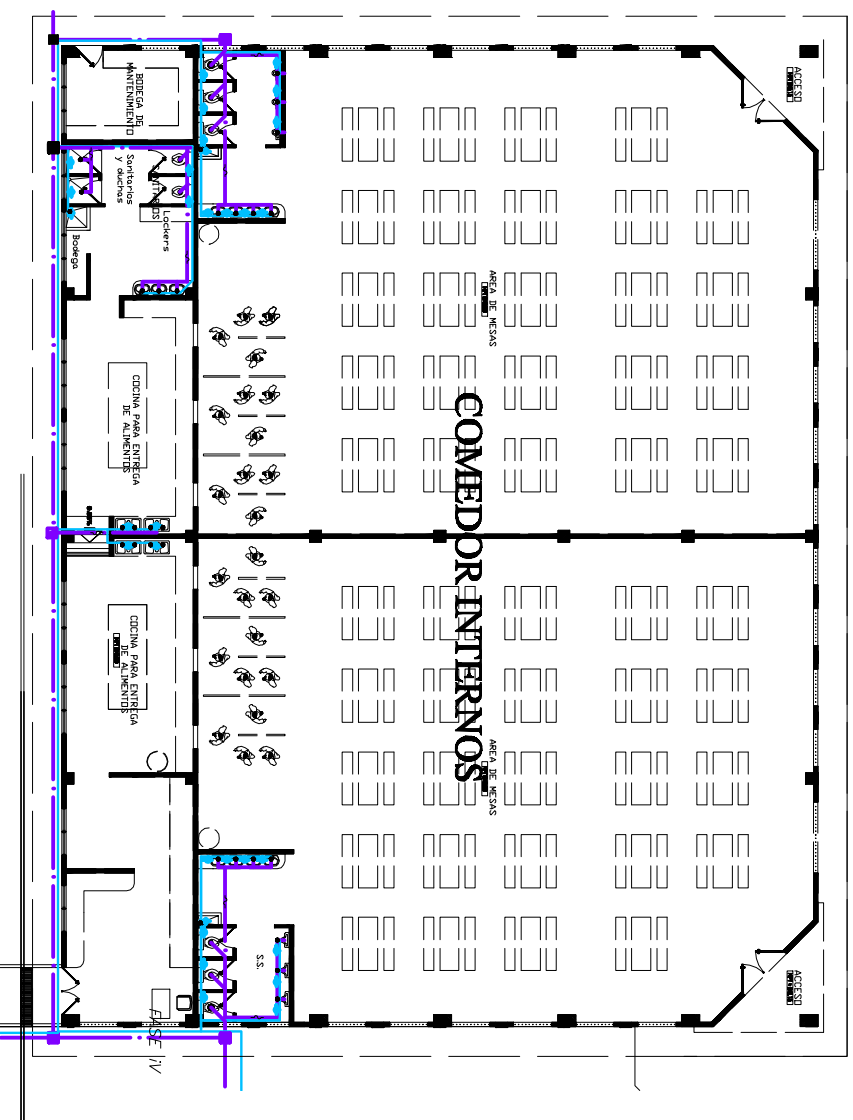 BODEGA DE
MANTENIMIENTO
ACCESO
Sanitarios
y duchas
SANITARIOS
Lockers
Bodega
AREA DE MESAS
COCINA PARA ENTREGA
DE ALIMENTOS
COMEDOR INTERNOS
COCINA PARA ENTREGA
DE ALIMENTOS
AREA DE MESAS
S.S.
ACCESO
FASE IV